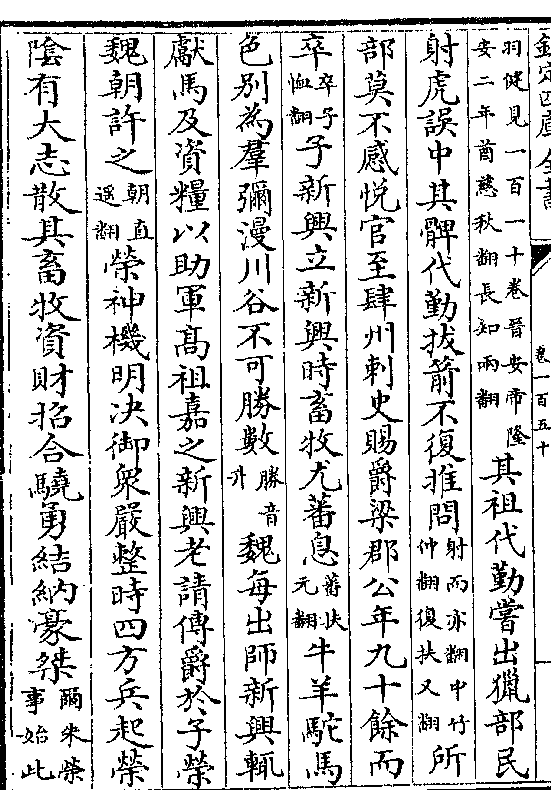 欽定四庫全書
卷一百五十
羽健見一百一十卷晉安帝隆安二年酋慈秋翻長知兩翻其祖代勤嘗出獵部民
射虎誤中其髀代勤拔箭不復推問射而亦翻中竹仲翻復扶又翻所
部莫不感悦官至肆州刺史賜爵梁郡公年九十餘而
卒卒子恤翻子新興立新興時畜牧尤蕃息蕃扶元翻牛羊駝馬
色别為羣彌漫川谷不可勝數勝音升魏每出師新興輒
獻馬及資糧以助軍髙祖嘉之新興老請傳爵於子榮
魏朝許之朝直遥翻榮神機明决御衆嚴整時四方兵起榮
隂有大志散其畜牧資財招合驍勇結納豪桀爾朱榮事始此